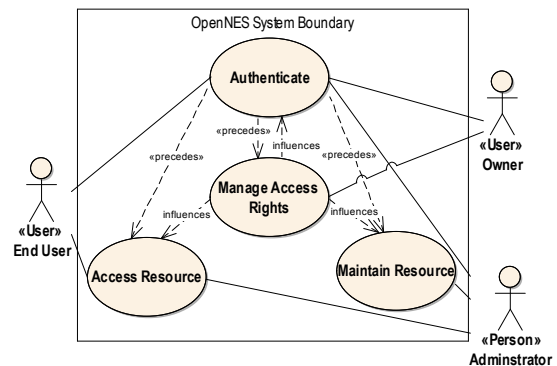 OpenNES System Boundary
Authenticate
«precedes»
influences
«precedes»
«User»
Owner
Manage Access
Rights
influences
influences
«User»
End User
Access Resource
Maintain Resource
«Person»
Adminstrator